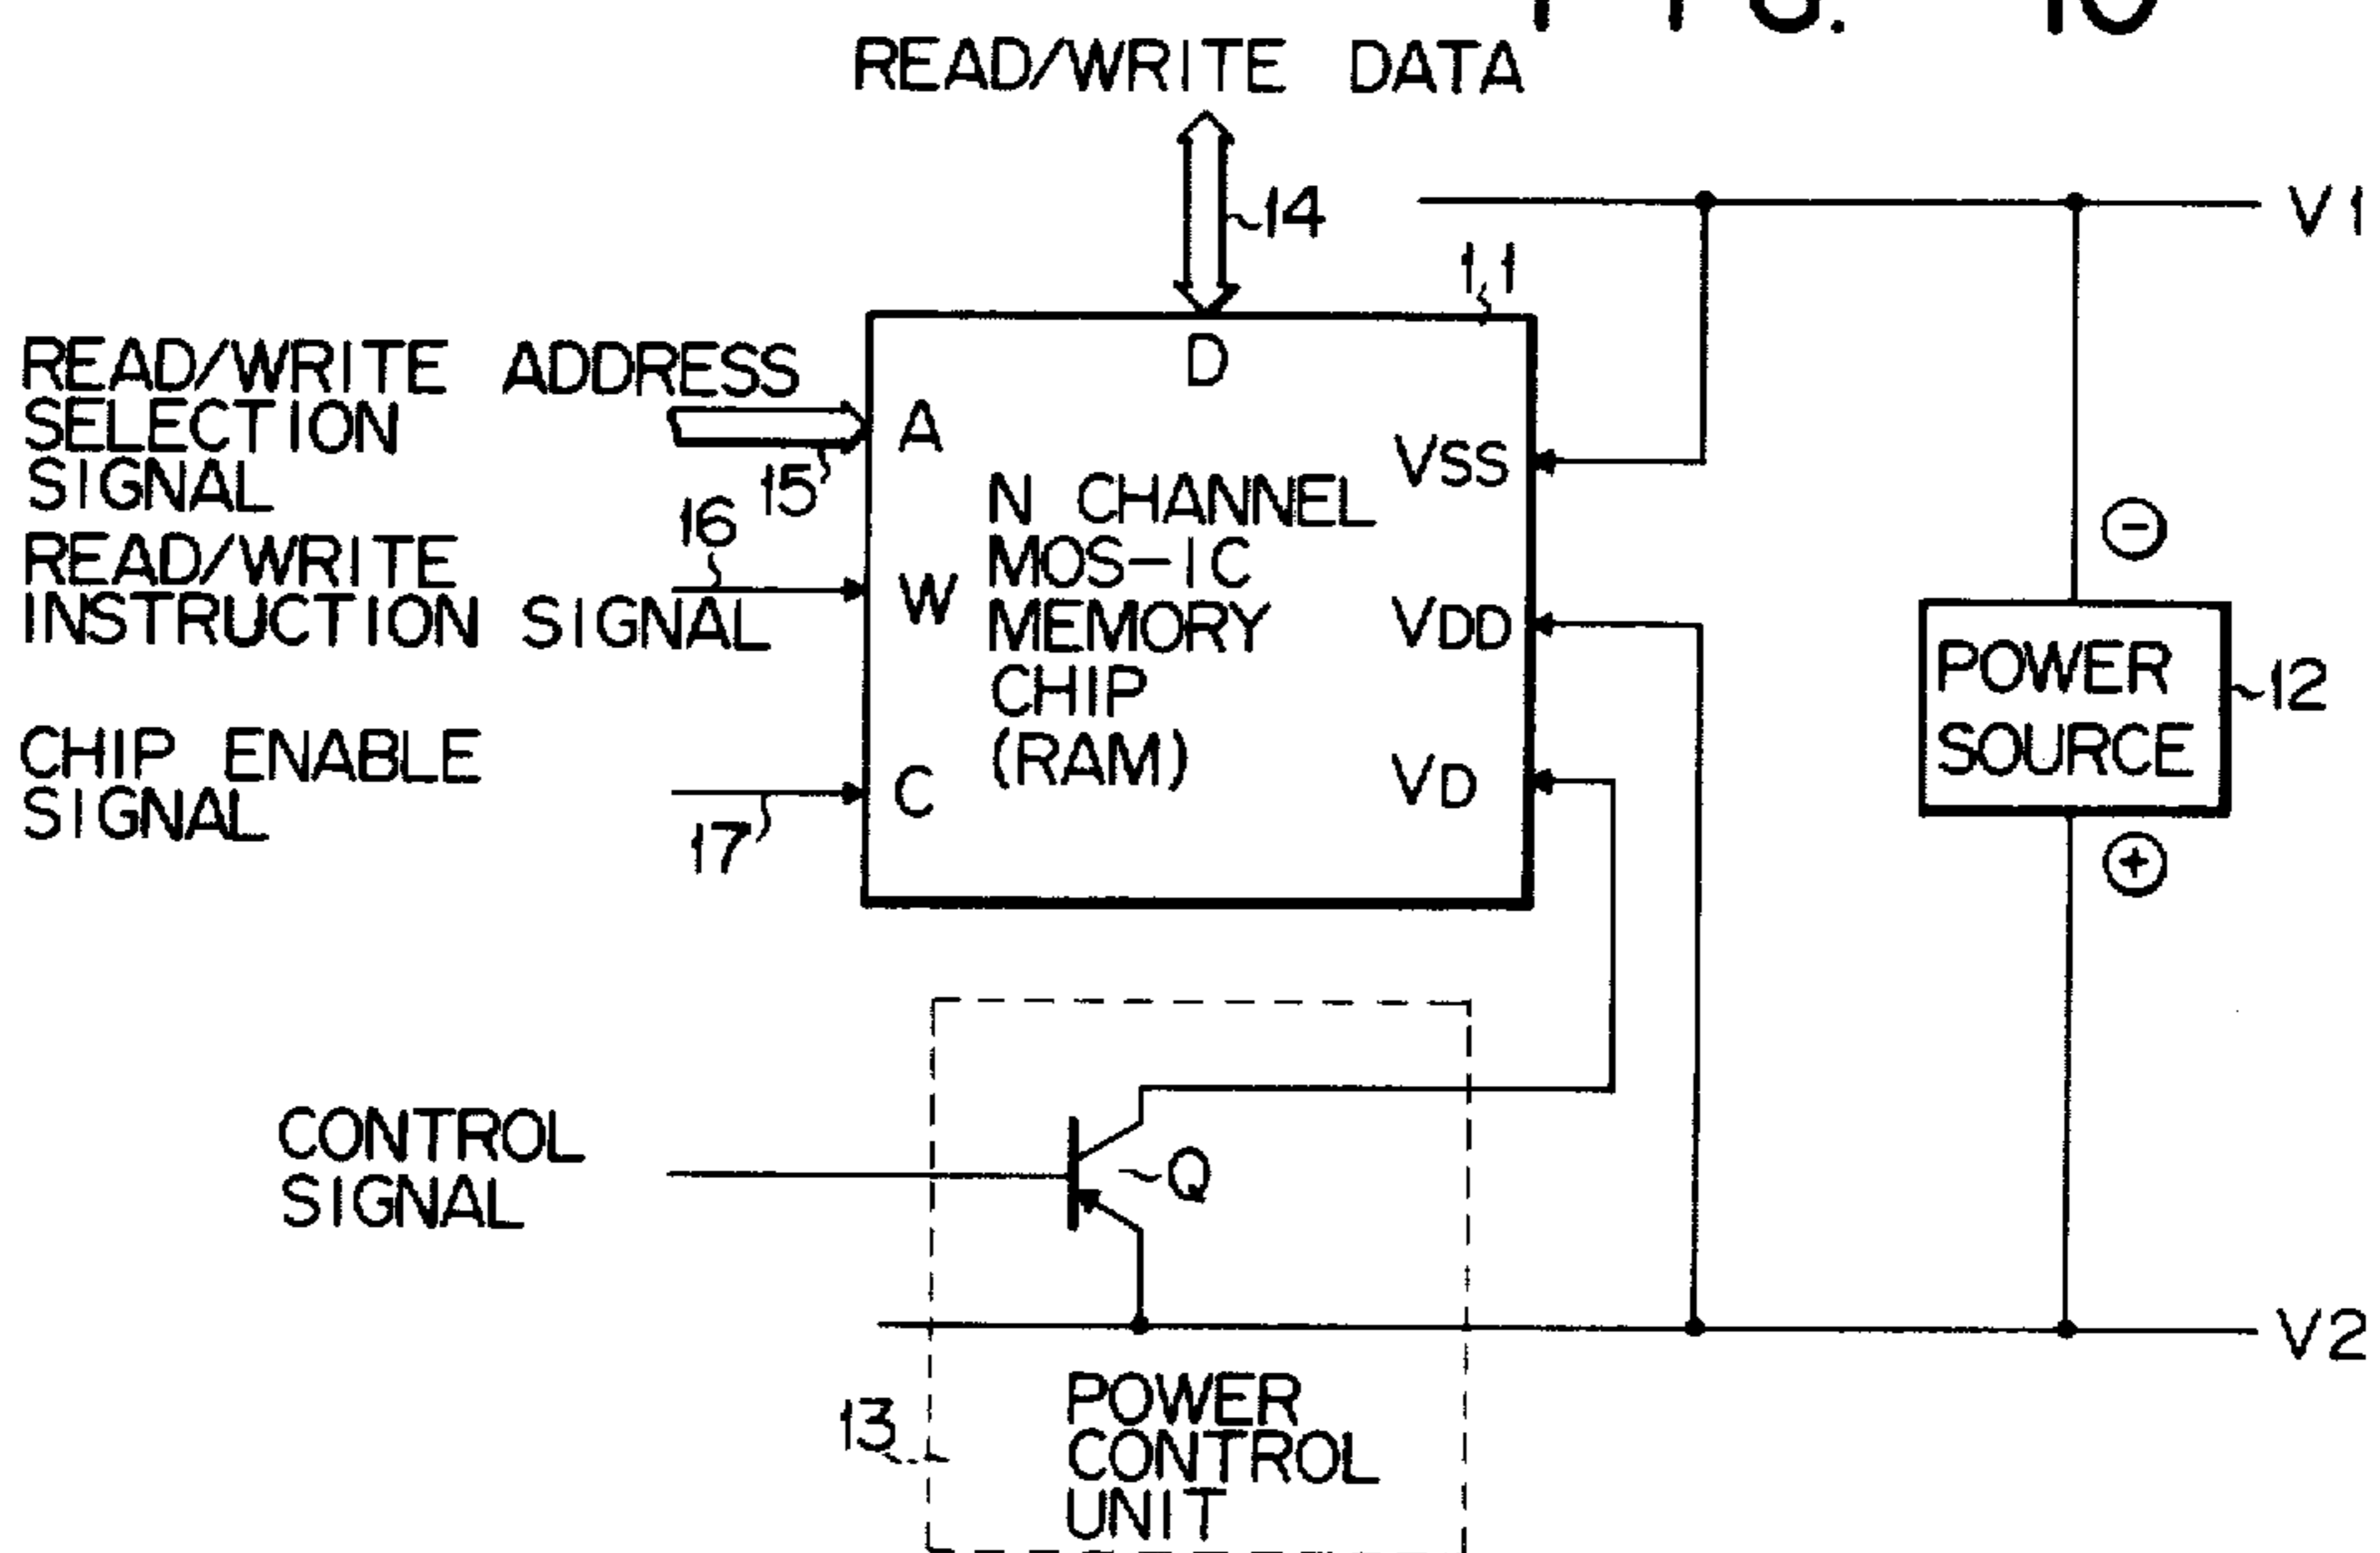 READ/WRITE DATA
14
V1
11
D
READ/WRITE ADDRESS
SELECTION
SIGNAL
15
A
VSS
16
READ/WRITE
INSTRUCTION SIGNAL
W
N CHANNEL
MOS-IC
MEMORY
CHIP
(RAM)
VDD
-
POWER
SOURCE
12
+
CHIP ENABLE
SIGNAL
17
C
VD
CONTROL
SIGNAL
Q
V2
13
POWER
CONTROL
UNIT